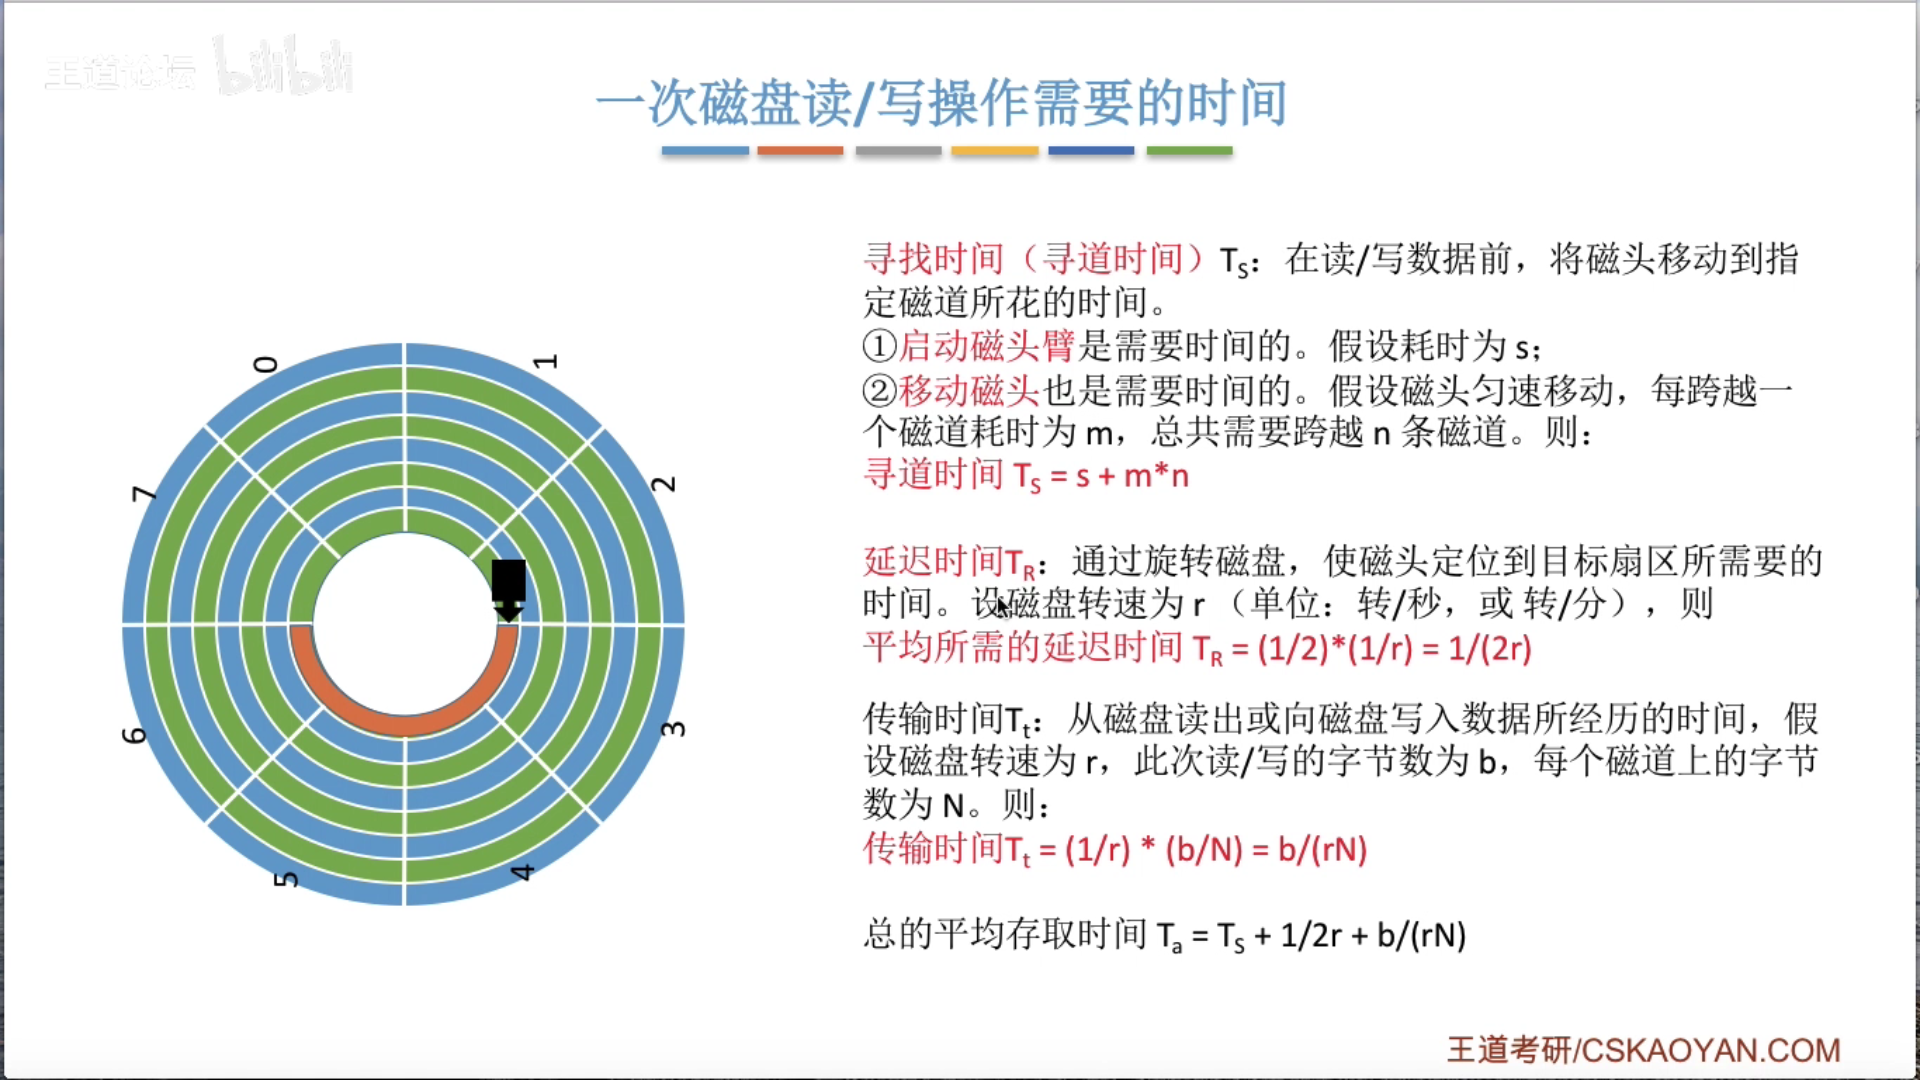 王道论坛 bilibili
一次磁盘读/写操作需要的时间
寻找时间（寻道时间）TS：在读/写数据前，将磁头移动到指
定磁道所花的时间。
①启动磁头臂是需要时间的。假设耗时为 s；
②移动磁头也是需要时间的。假设磁头匀速移动，每跨越一
个磁道耗时为 m，总共需要跨越 n 条磁道。则：
寻道时间 TS = s + m*n
延迟时间TR：通过旋转磁盘，使磁头定位到目标扇区所需要的
时间。设磁盘转速为 r （单位：转/秒，或 转/分），则
平均所需的延迟时间 TR = (1/2)*(1/r) = 1/(2r)
传输时间Tt：从磁盘读出或向磁盘写入数据所经历的时间，假
设磁盘转速为 r，此次读/写的字节数为 b，每个磁道上的字节
数为 N。则：
传输时间Tt = (1/r) * (b/N) = b/(rN)
总的平均存取时间 Ta = TS + 1/2r + b/(rN)
0
1
2
3
4
5
6
7
王道考研/CSKAOYAN.COM